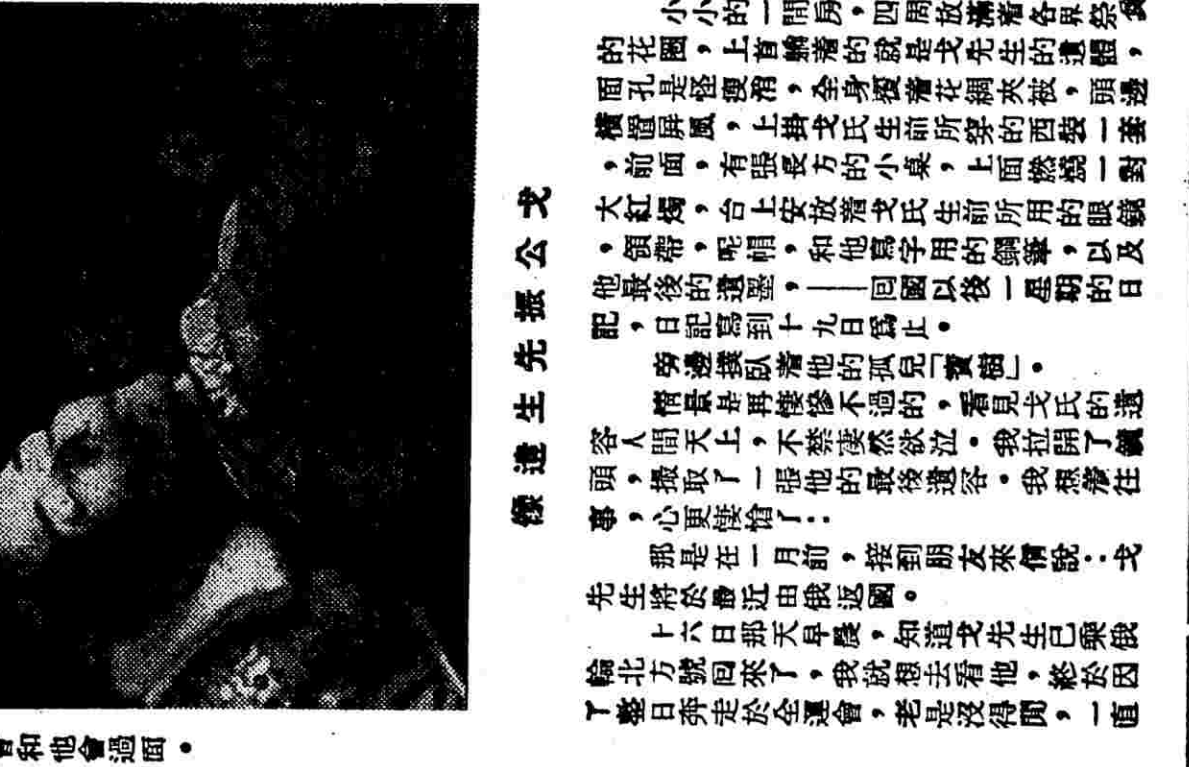 戈公振先生遺像
小小的一間房，四周放滿着各界祭奠
的花圈，上首躺着的就是戈先生的遺體，
面孔是怪瘦消，全身覆着花綢夾被，頭邊
橫置屏風，上掛戈氏生前所穿的西裝一套
，前面，有張長方的小桌，上面燃燒一對
大紅燭，台上安放着戈氏生前所用的眼鏡
，領帶，呢帽，和他寫字用的鋼筆，以及
他最後的遺墨，——回國以後一星期的日
記，日記寫到十九日爲止。
旁邊撲臥着他的孤兒「寶樹」。
情景是再悽慘不過的，看見戈氏的遺
容人間天上，不禁淒然欲泣。我拉開了鏡
頭，攝取了一張他的最後遺容。我想着往
事，心更悽愴了：
那是在一月前，接到朋友來信說：戈
先生將於最近由俄返國。
十六日那天早晨，知道戈先生已乘俄
輪北方號回來了，我就想去看他，終於因
了整日奔走於全運會，老是沒得閒，一直
曾和他會過面。